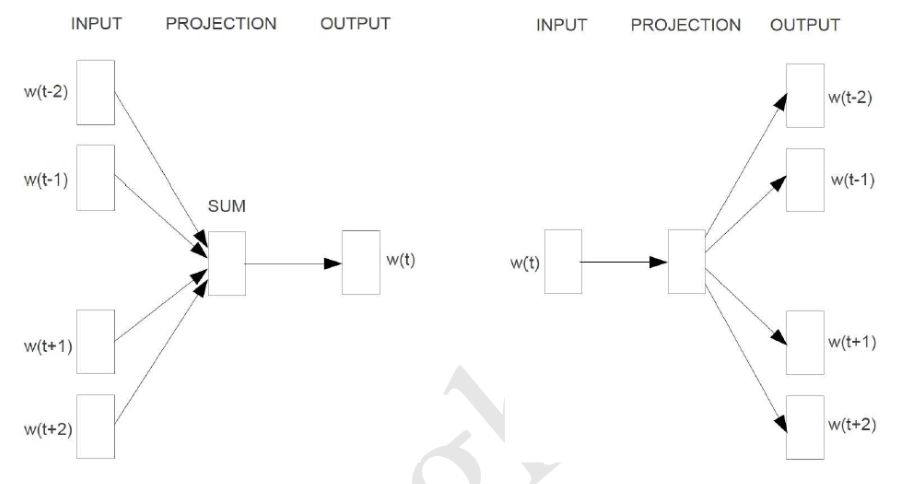 INPUT PROJECTION OUTPUT
w(t-2)
w(t-1)
SUM
w(t)
w(t+1)
w(t+2)
INPUT PROJECTION OUTPUT
w(t-2)
w(t-1)
w(t)
w(t+1)
w(t+2)